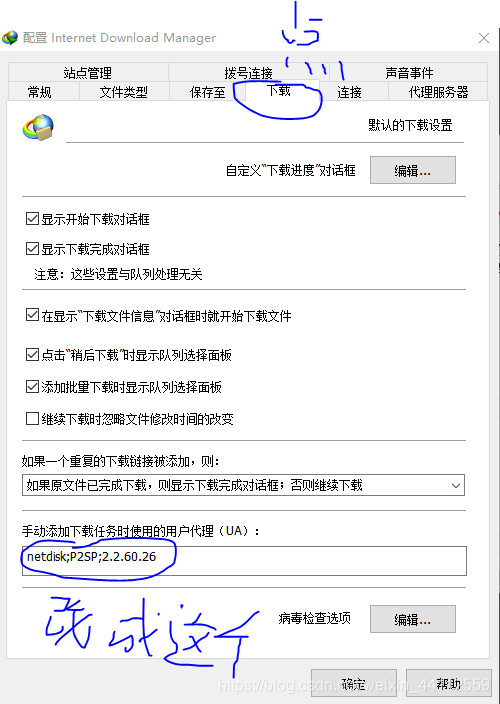 点
配置 Internet Download Manager
站点管理 拨号连接 声音事件
常规 文件类型 保存至 下载 连接 代理服务器
默认的下载设置
自定义“下载进度”对话框 编辑...
显示开始下载对话框
显示下载完成对话框
注意：这些设置与队列处理无关
在显示“下载文件信息”对话框时就开始下载文件
点击“稍后下载”时显示队列选择面板
添加批量下载时显示队列选择面板
继续下载时忽略文件修改时间的改变
如果一个重复的下载链接被添加，则：
如果原文件已完成下载，则显示下载完成对话框；否则继续下载
手动添加下载任务时使用的用户代理（UA）：
netdisk;P2SP;2.2.60.26
改成这个
病毒检查选项 编辑...
确定 帮助